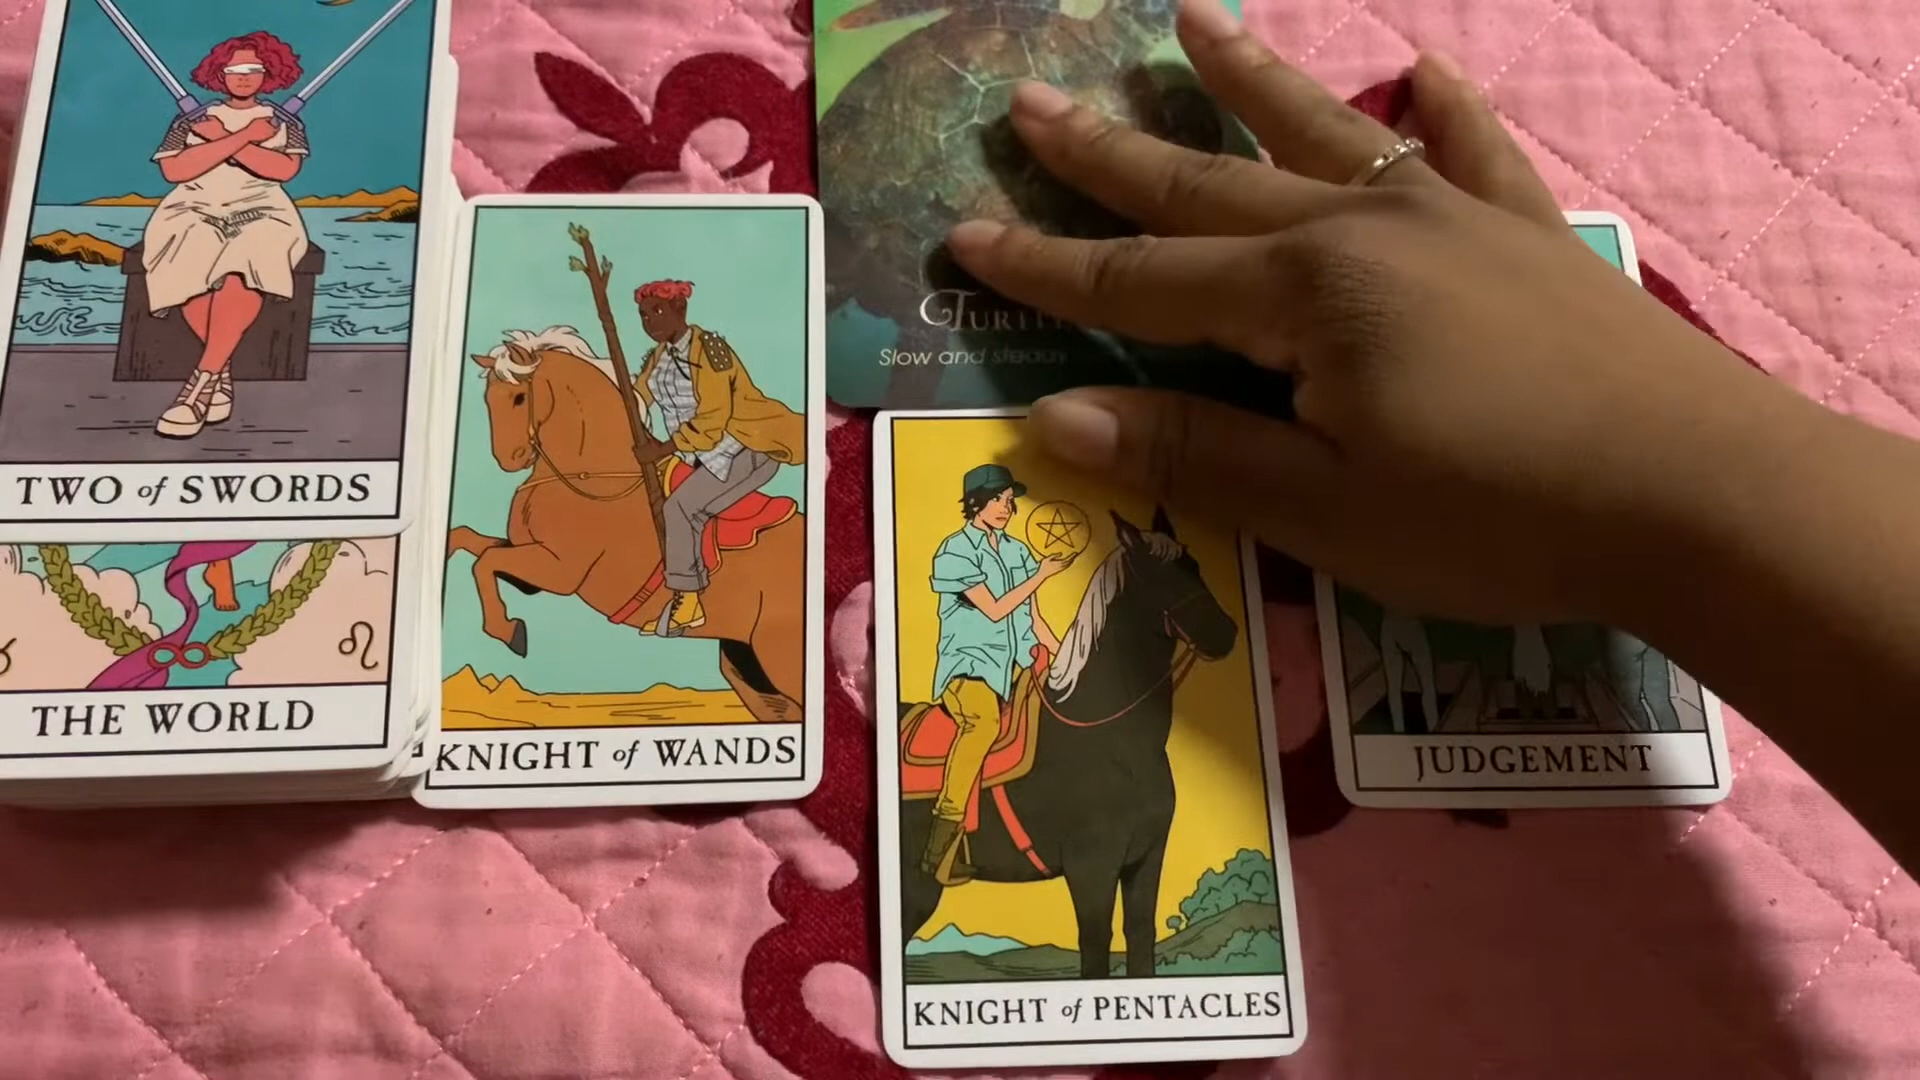 TWO of SWORDS
THE WORLD
KNIGHT of WANDS
Slow and steady
KNIGHT of PENTACLES
JUDGEMENT